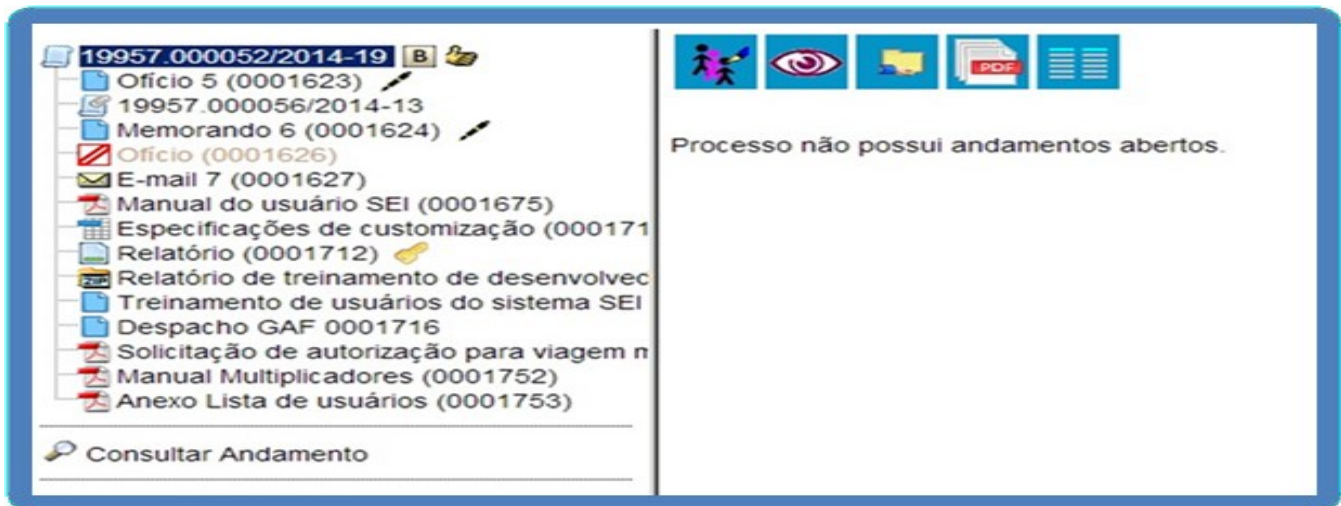 19957.000052/2014-19 B
Ofício 5 (0001623)
19957.000056/2014-13
Memorando 6 (0001624)
Ofício (0001626)
E-mail 7 (0001627)
Manual do usuário SEI (0001675)
Especificações de customização (000171
Relatório (0001712)
ZIP Relatório de treinamento de desenvolvec
Treinamento de usuários do sistema SEI
Despacho GAF 0001716
Solicitação de autorização para viagem n
Manual Multiplicadores (0001752)
Anexo Lista de usuários (0001753)
Consultar Andamento
PDF
Processo não possui andamentos abertos.